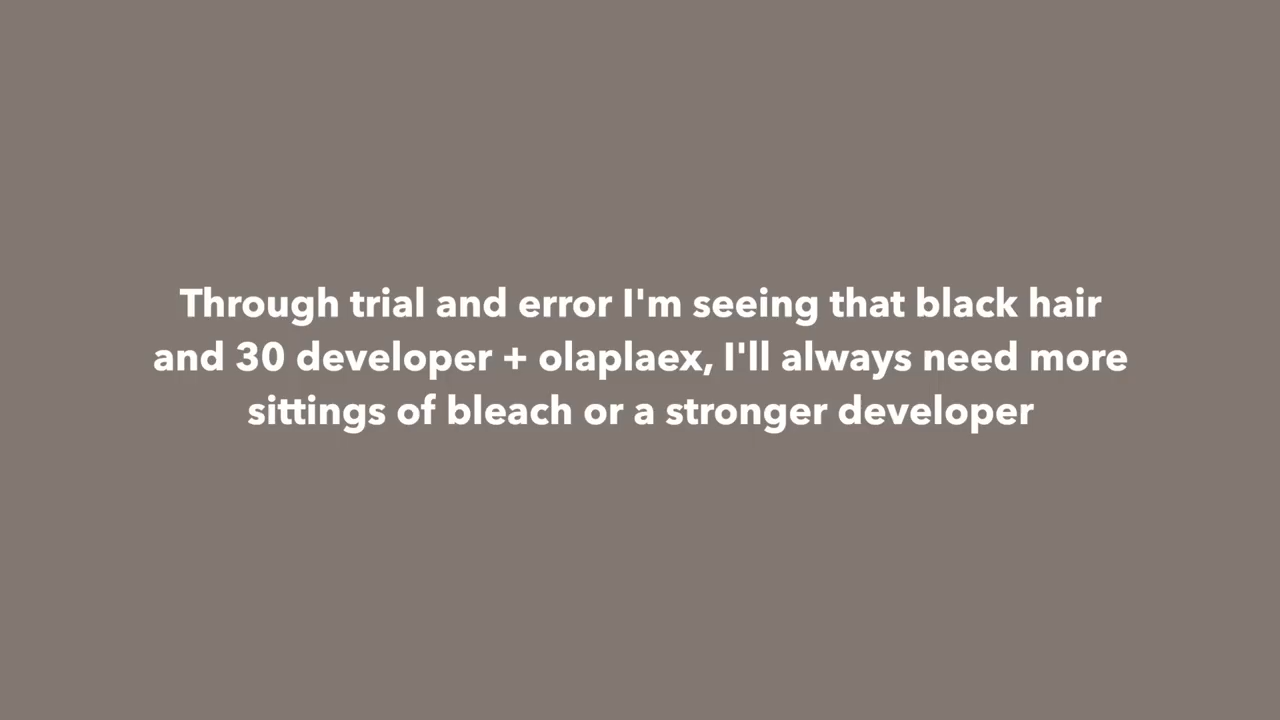 Through trial and error I'm seeing that black hair
and 30 developer + olaplaex, I'll always need more
sittings of bleach or a stronger developer